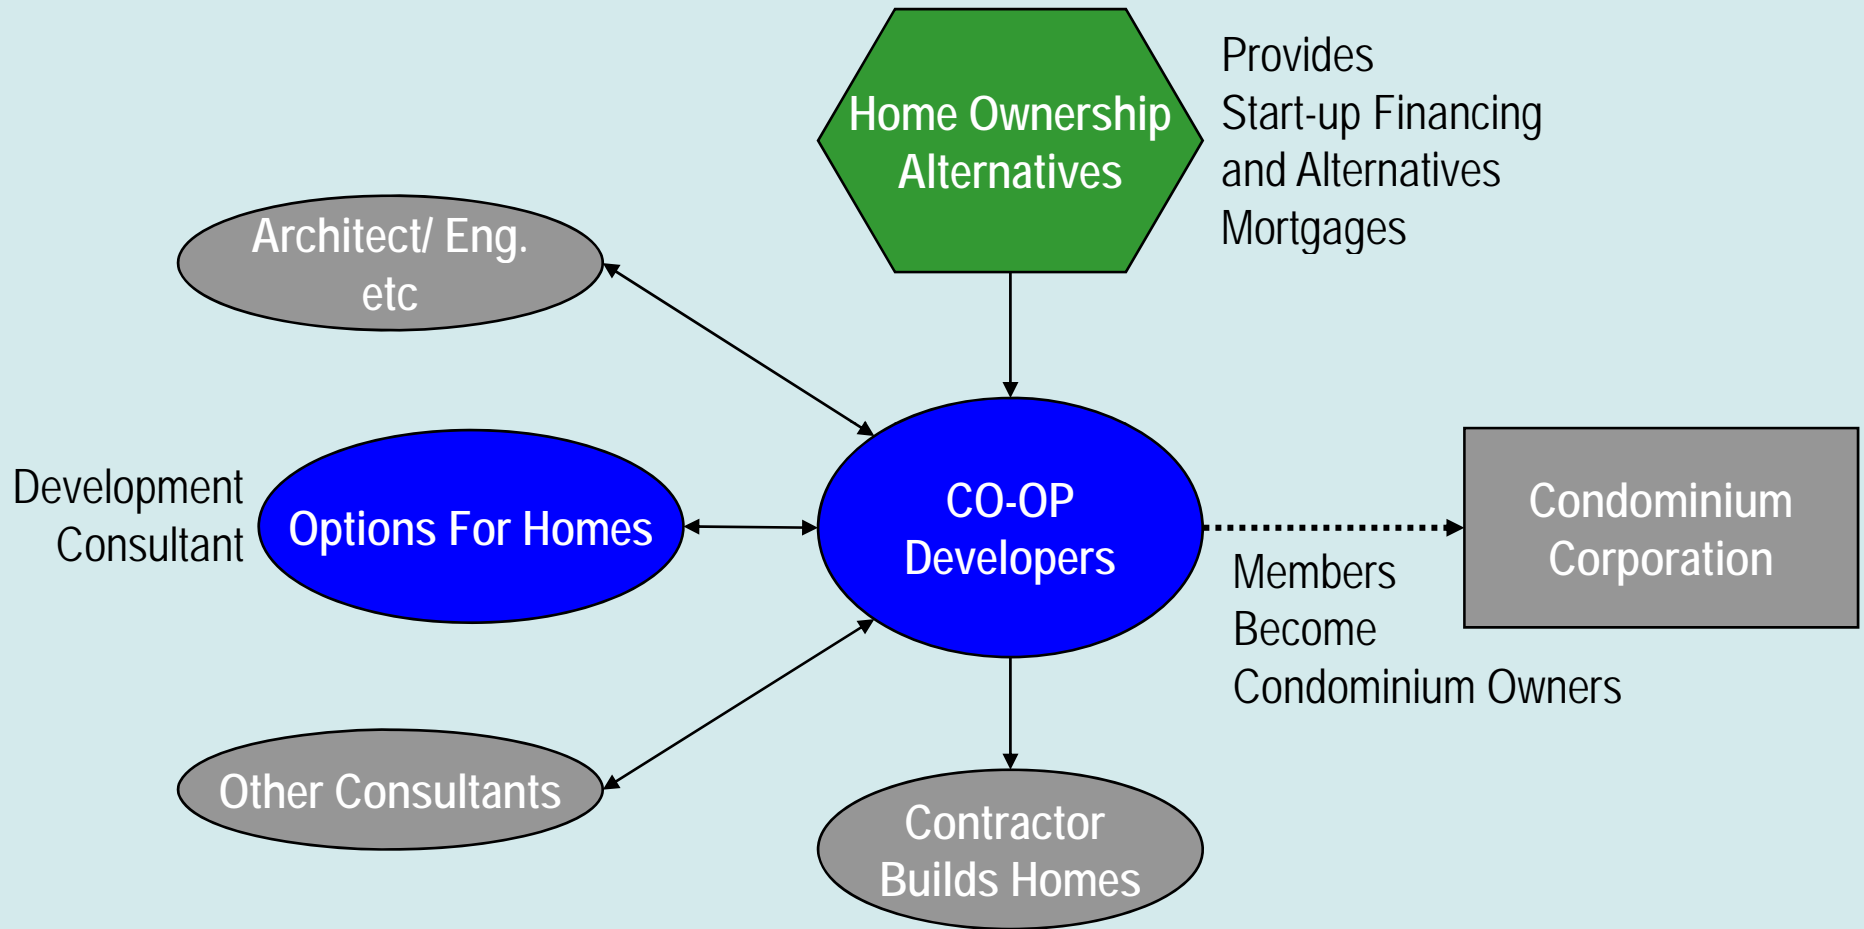 Home Ownership
Alternatives
Provides
Start-up Financing
and Alternatives
Mortgages
Architect/ Eng.
etc
Development
Consultant
Options For Homes
CO-OP
Developers
Members
Become
Condominium Owners
Condominium
Corporation
Other Consultants
Contractor
Builds Homes